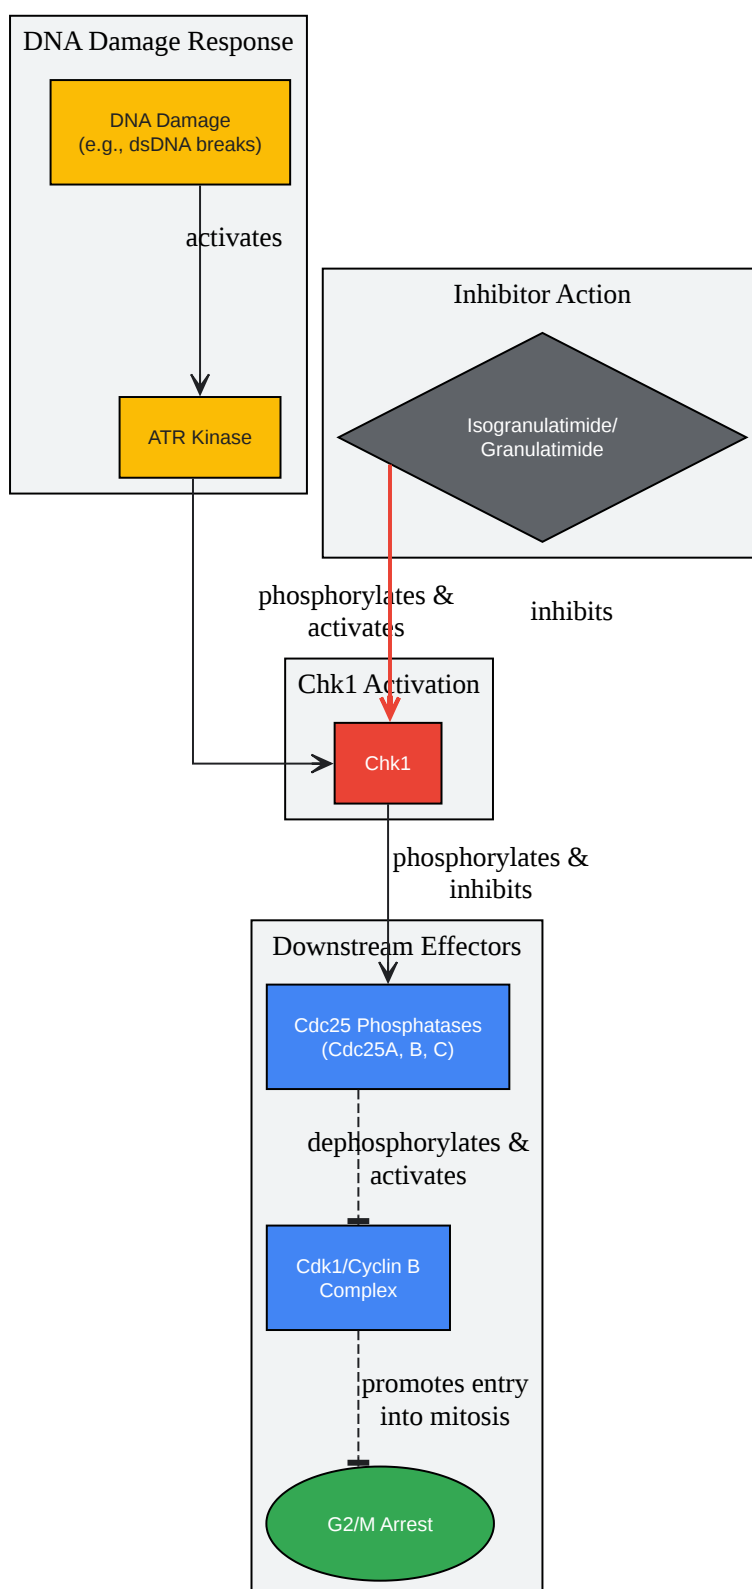 DNA Damage Response
DNA Damage
(e.g., dsDNA breaks)
activates
ATR Kinase
Inhibitor Action
Isogranulatimide/
Granulatimide
phosphorylates &
activates
inhibits
Chk1 Activation
Chk1
phosphorylates &
inhibits
Downstream Effectors
Cdc25 Phosphatases
(Cdc25A, B, C)
dephosphorylates &
activates
Cdk1/Cyclin B
Complex
promotes entry
into mitosis
G2/M Arrest